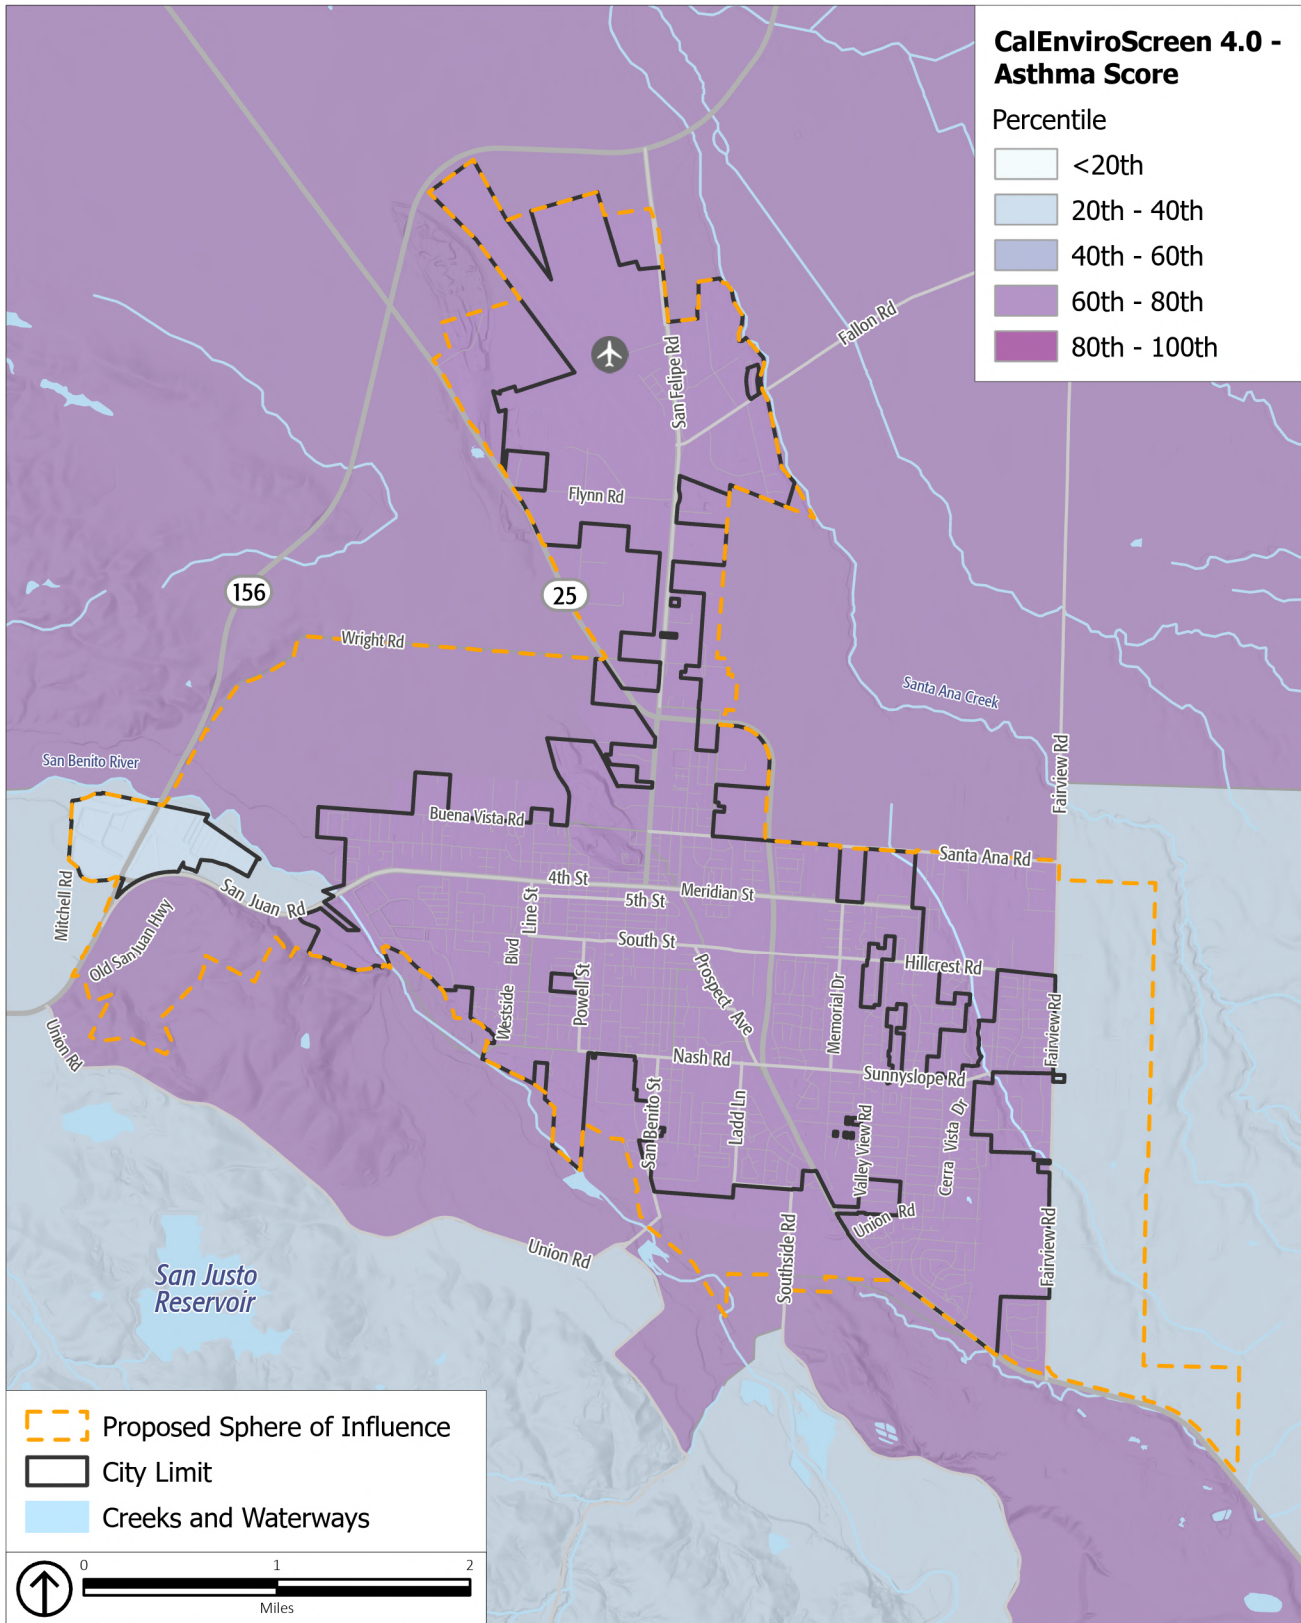 CalEnviroScreen 4.0 -
Asthma Score
Percentile
<20th
20th - 40th
40th - 60th
60th - 80th
80th - 100th
Fallon Rd
San Felipe Rd
Flynn Rd
156
25
Wright Rd
Santa Ana Creek
Fairview Rd
San Benito River
Buena Vista Rd
Santa Ana Rd
Mitchell Rd
Old San Juan Hwy
San Juan Rd
4th St
Meridian St
5th St
Line St
South St
Westside Blvd
Powell St
Prospect Ave
Memorial Dr
Hillcrest Rd
Fairview Rd
Union Rd
Nash Rd
Sunnyslope Rd
San Benito St
Ladd Ln
Valley View Rd
Cerra Vista Dr
Union Rd
Fairview Rd
Southside Rd
Union Rd
San Justo
Reservoir
Proposed Sphere of Influence
City Limit
Creeks and Waterways
0 1 2
Miles